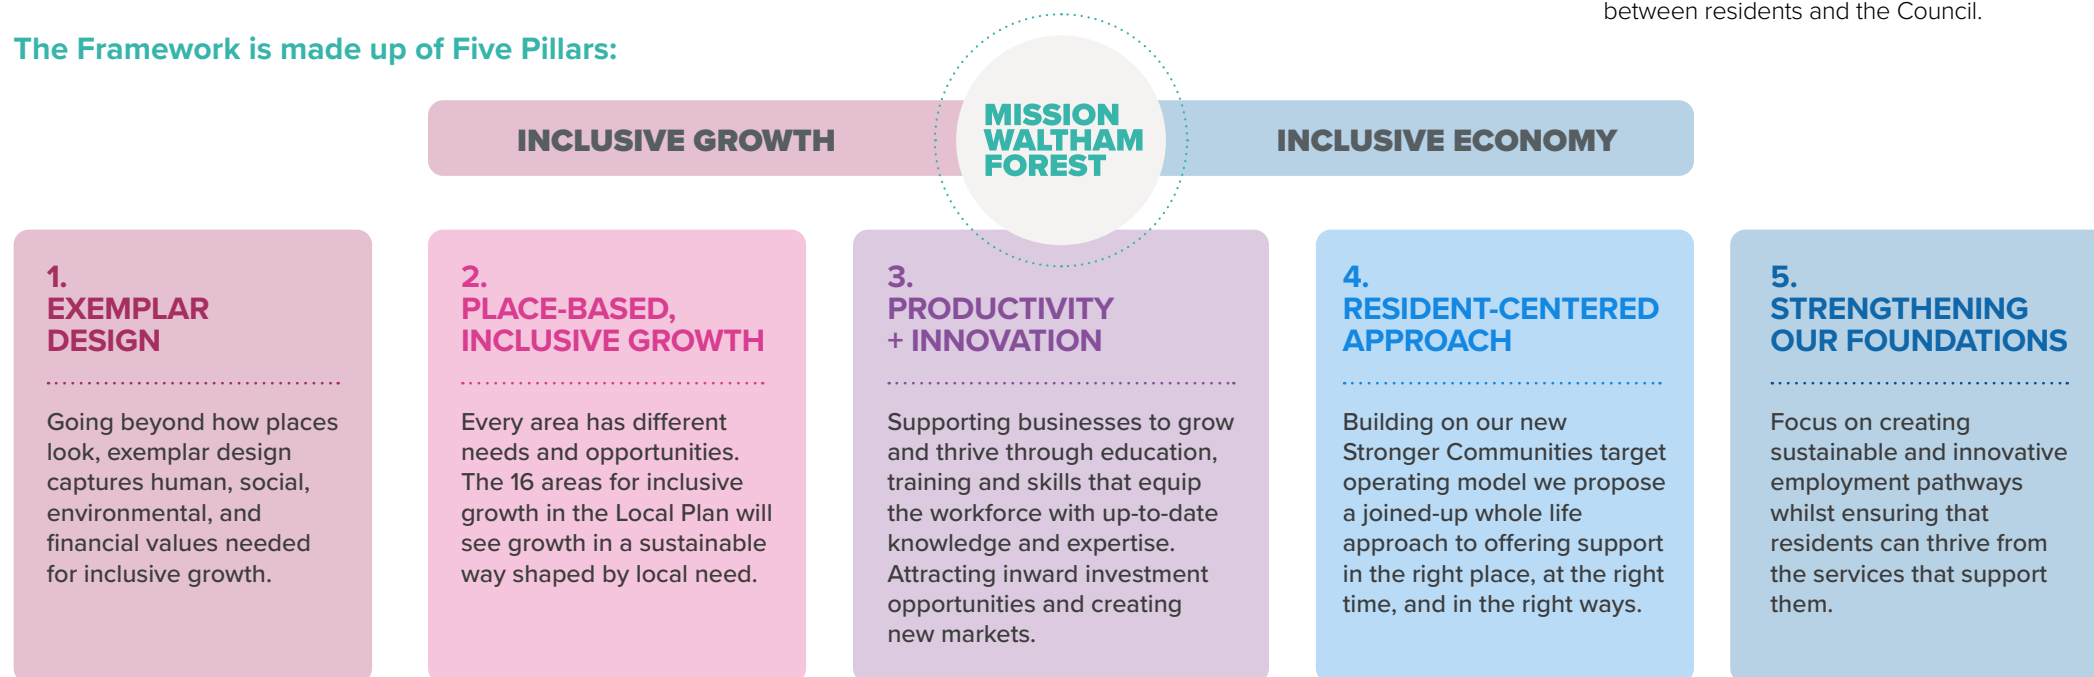 between residents and the Council.
The Framework is made up of Five Pillars:
INCLUSIVE GROWTH
MISSION
WALTHAM
FOREST
INCLUSIVE ECONOMY
1.
EXEMPLAR
DESIGN
Going beyond how places
look, exemplar design
captures human, social,
environmental, and
financial values needed
for inclusive growth.
2.
PLACE-BASED,
INCLUSIVE GROWTH
Every area has different
needs and opportunities.
The 16 areas for inclusive
growth in the Local Plan will
see growth in a sustainable
way shaped by local need.
3.
PRODUCTIVITY
+ INNOVATION
Supporting businesses to grow
and thrive through education,
training and skills that equip
the workforce with up-to-date
knowledge and expertise.
Attracting inward investment
opportunities and creating
new markets.
4.
RESIDENT-CENTERED
APPROACH
Building on our new
Stronger Communities target
operating model we propose
a joined-up whole life
approach to offering support
in the right place, at the right
time, and in the right ways.
5.
STRENGTHENING
OUR FOUNDATIONS
Focus on creating
sustainable and innovative
employment pathways
whilst ensuring that
residents can thrive from
the services that support
them.